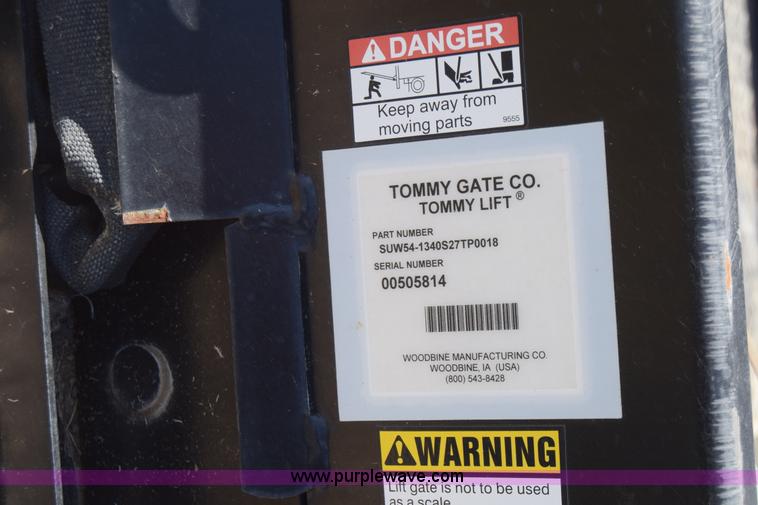 DANGER
Keep away from
moving parts
9555
TOMMY GATE CO.
TOMMY LIFT®
PART NUMBER
SUW54-1340S27TP0018
SERIAL NUMBER
00505814
WOODBINE MANUFACTURING CO.
WOODBINE, IA (USA)
(800) 543-8428
WARNING
www.purplewave.com
Lift gate is not to be used
as a scale